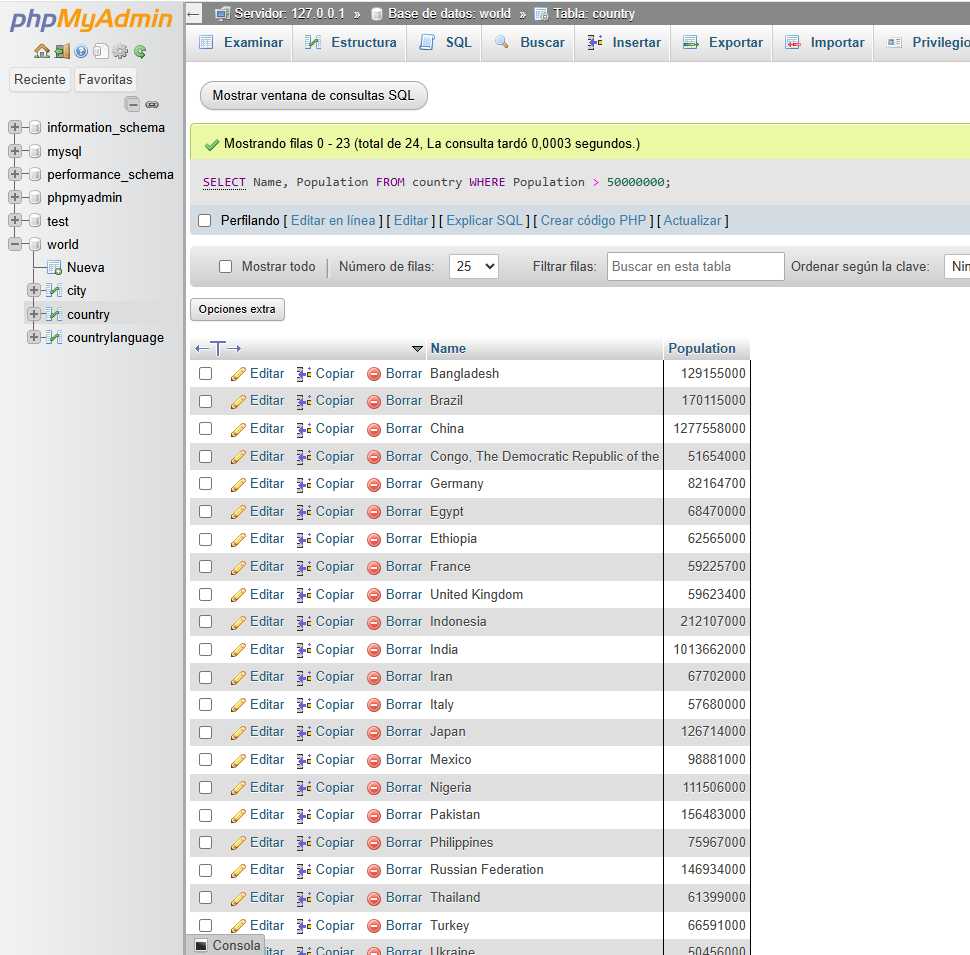 phpMyAdmin
Reciente Favoritas
information_schema
mysql
performance_schema
phpmyadmin
test
world
Nueva
city
country
countrylanguage
Servidor: 127.0.0.1 » Base de datos: world » Tabla: country
Examinar Estructura SQL Buscar Insertar Exportar Importar Privilegio
Mostrar ventana de consultas SQL
Mostrando filas 0 - 23 (total de 24, La consulta tardó 0,0003 segundos.)
SELECT Name, Population FROM country WHERE Population > 50000000;
Perfilando [ Editar en línea ] [ Editar ] [ Explicar SQL ] [ Crear código PHP ] [ Actualizar ]
Mostrar todo Número de filas: 25 Filtrar filas: Buscar en esta tabla Ordenar según la clave: Nin
Opciones extra
←T→ Name Population
Editar Copiar Borrar Bangladesh 129155000
Editar Copiar Borrar Brazil 170115000
Editar Copiar Borrar China 1277558000
Editar Copiar Borrar Congo, The Democratic Republic of the 51654000
Editar Copiar Borrar Germany 82164700
Editar Copiar Borrar Egypt 68470000
Editar Copiar Borrar Ethiopia 62565000
Editar Copiar Borrar France 59225700
Editar Copiar Borrar United Kingdom 59623400
Editar Copiar Borrar Indonesia 212107000
Editar Copiar Borrar India 1013662000
Editar Copiar Borrar Iran 67702000
Editar Copiar Borrar Italy 57680000
Editar Copiar Borrar Japan 126714000
Editar Copiar Borrar Mexico 98881000
Editar Copiar Borrar Nigeria 111506000
Editar Copiar Borrar Pakistan 156483000
Editar Copiar Borrar Philippines 75967000
Editar Copiar Borrar Russian Federation 146934000
Editar Copiar Borrar Thailand 61399000
Editar Copiar Borrar Turkey 66591000
Consola itar Copiar Borrar Ukraine 50456000